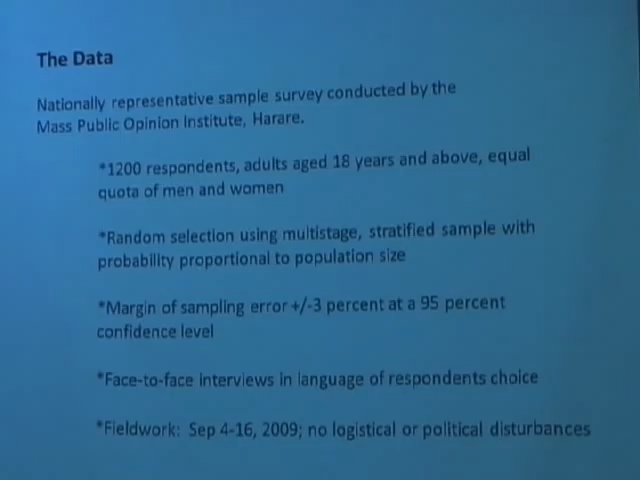 The Data
Nationally representative sample survey conducted by the
Mass Public Opinion Institute, Harare.
*1200 respondents, adults aged 18 years and above, equal
quota of men and women
*Random selection using multistage, stratified sample with
probability proportional to population size
*Margin of sampling error +/-3 percent at a 95 percent
confidence level
*Face-to-face interviews in language of respondents choice
*Fieldwork: Sep 4-16, 2009; no logistical or political disturbances